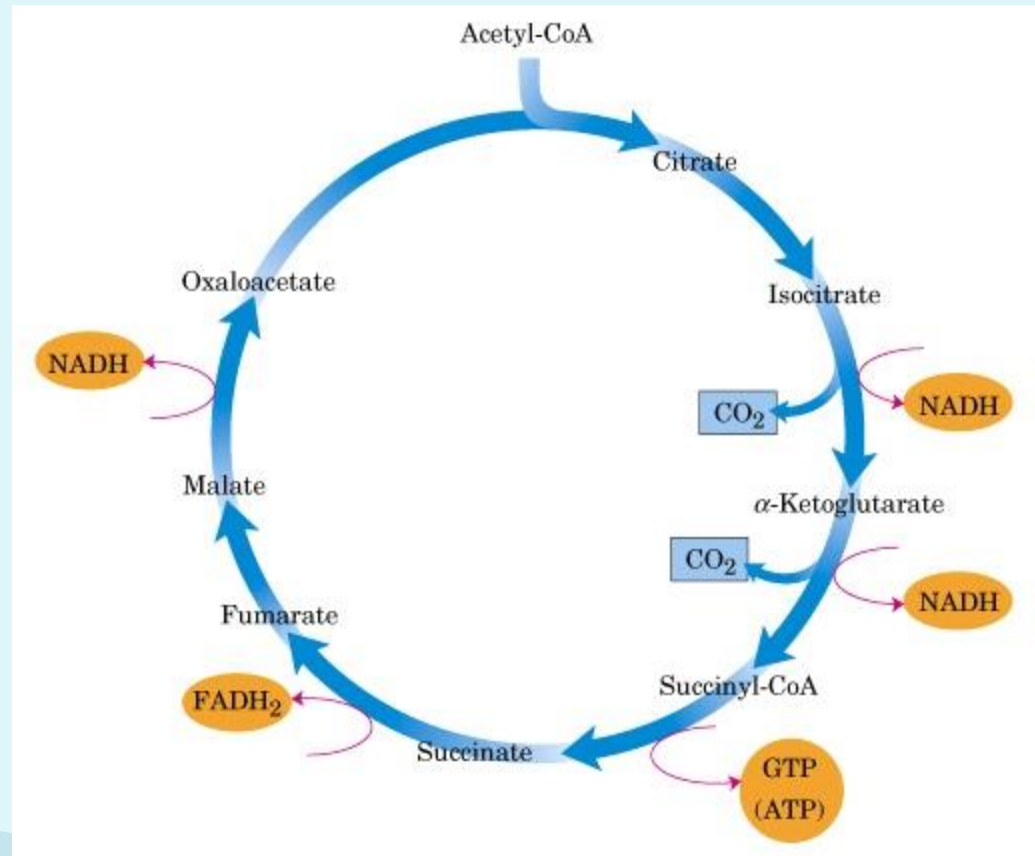 Acetyl-CoA
Citrate
Oxaloacetate
Isocitrate
NADH
CO₂
NADH
Malate
α-Ketoglutarate
CO₂
NADH
Fumarate
Succinyl-CoA
FADH₂
Succinate
GTP
(ATP)